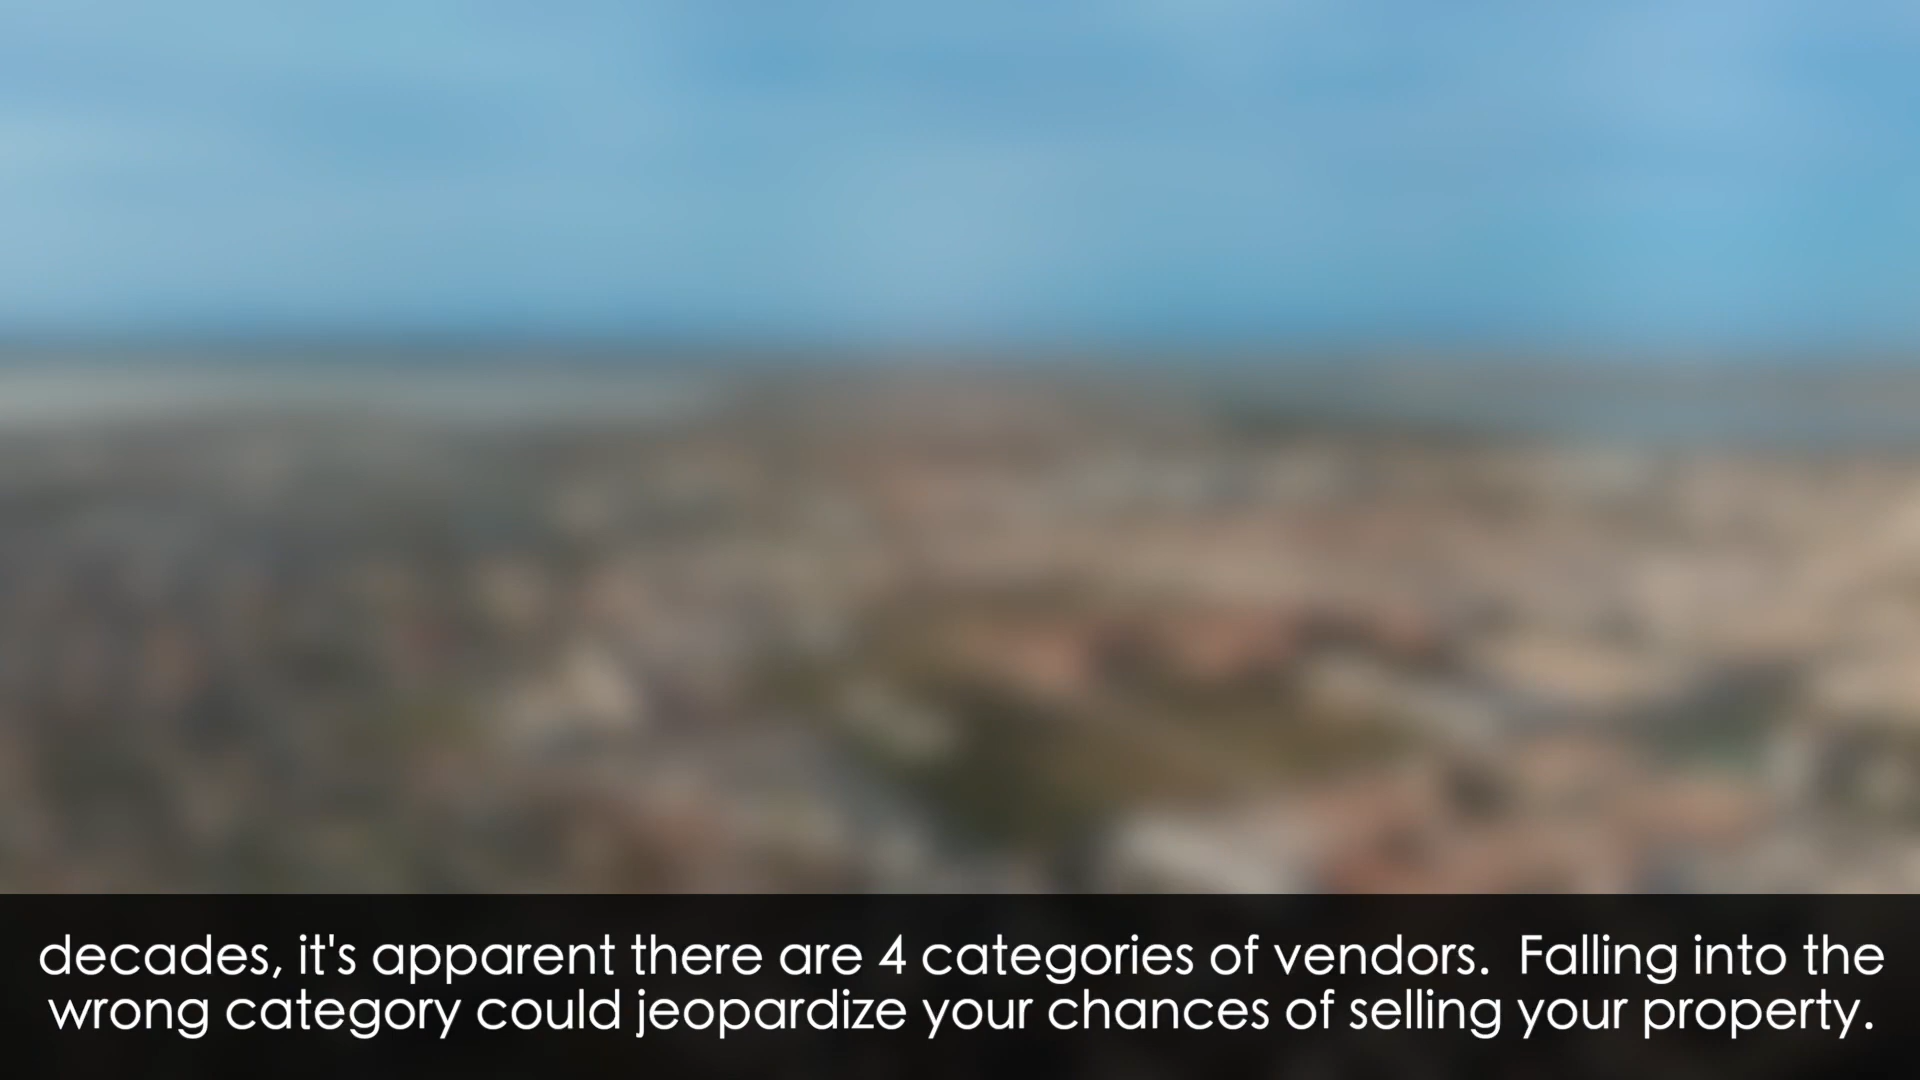 decades, it's apparent there are 4 categories of vendors.  Falling into the
wrong category could jeopardize your chances of selling your property.